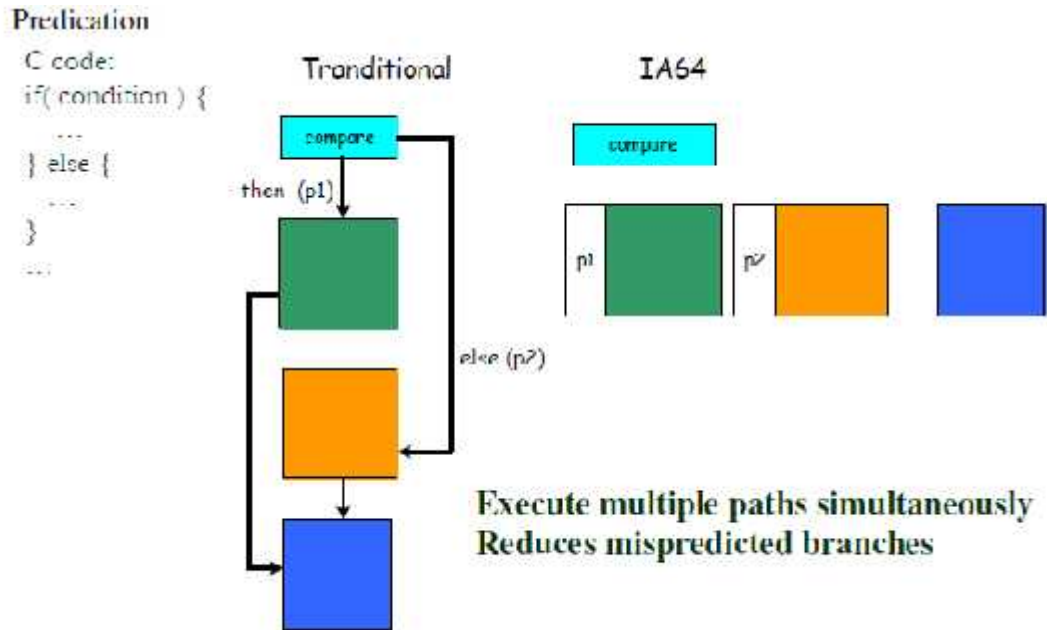 Predication
C code:
if( condition ) {
...
} else {
...
}
...
Tranditional
compare
then (p1)
else (p2)
IA64
compare
p1
p2
Execute multiple paths simultaneously
Reduces mispredicted branches